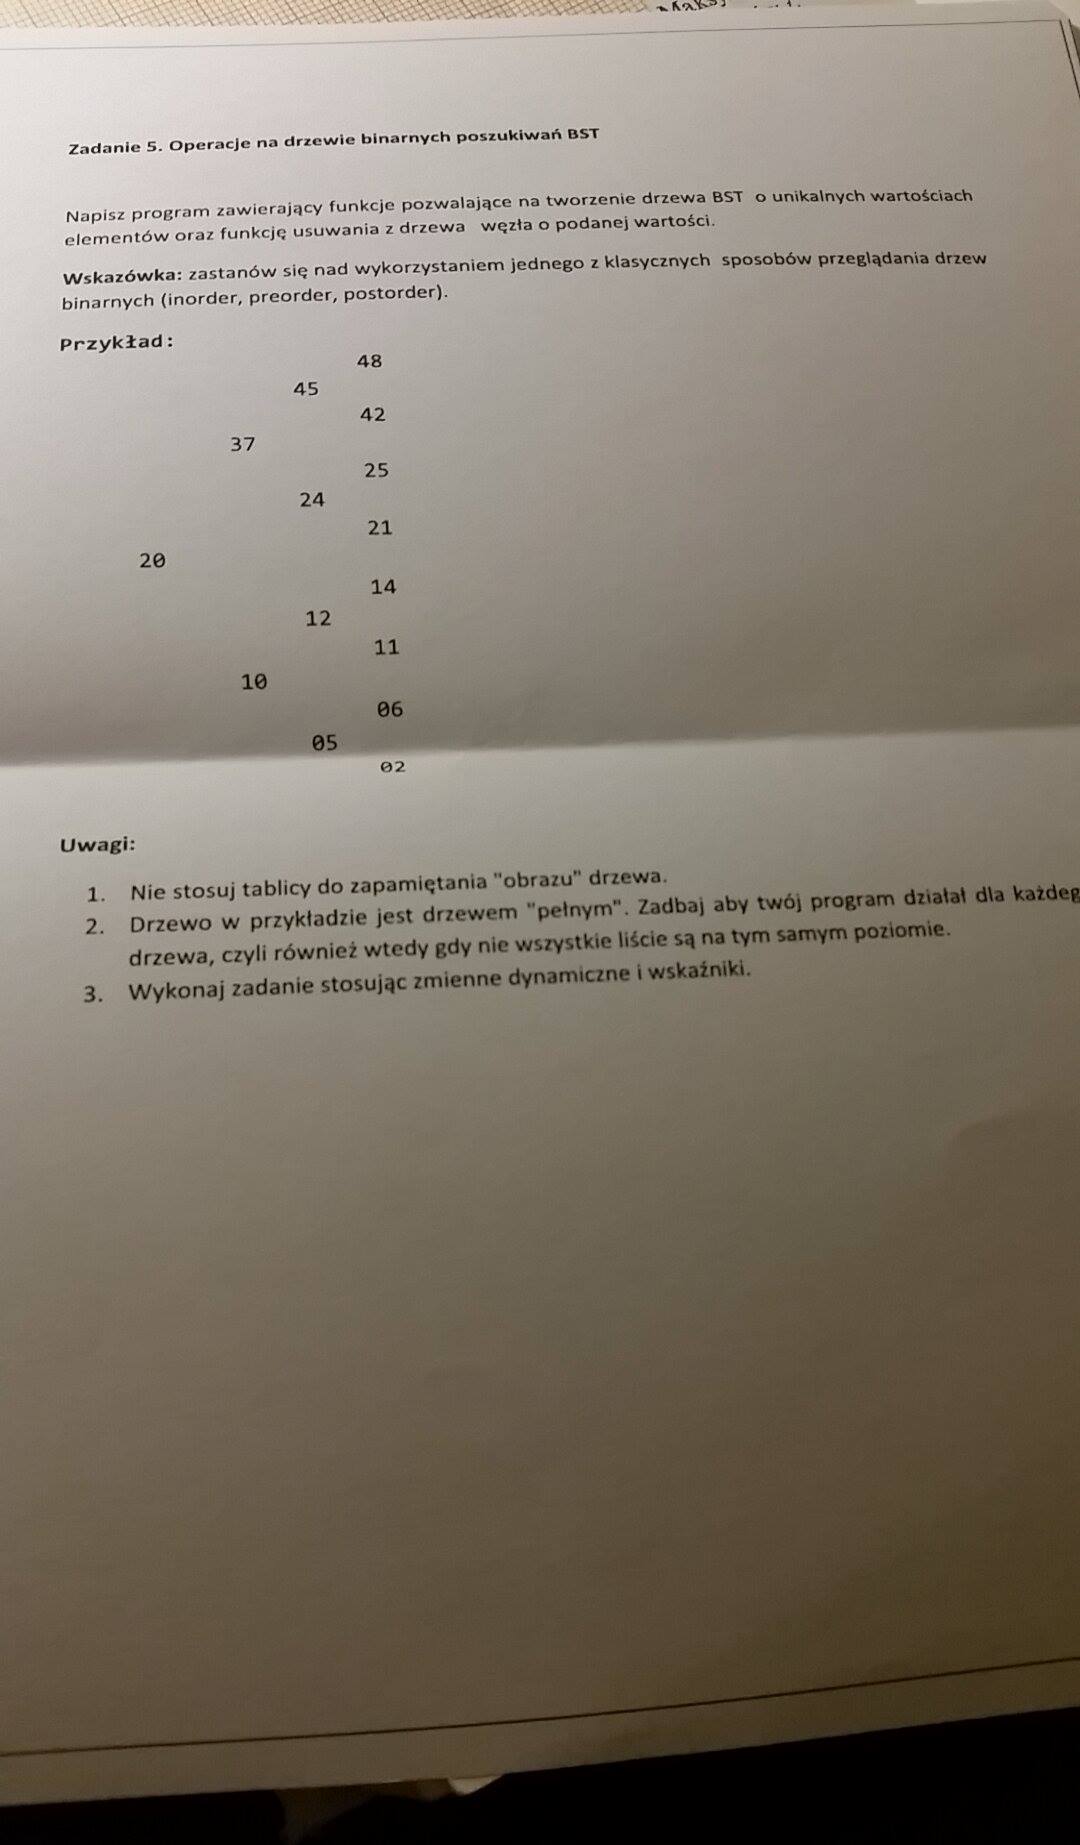 Zadanie 5. Operacje na drzewie binarnych poszukiwań BST
Napisz program zawierający funkcje pozwalające na tworzenie drzewa BST o unikalnych wartościach
elementów oraz funkcję usuwania z drzewa węzła o podanej wartości.
Wskazówka: zastanów się nad wykorzystaniem jednego z klasycznych sposobów przeglądania drzew
binarnych (inorder, preorder, postorder).
Przykład:
48
45
42
37
25
24
21
20
14
12
11
10
06
05
02
Uwagi:
1. Nie stosuj tablicy do zapamiętania "obrazu" drzewa.
2. Drzewo w przykładzie jest drzewem "pełnym". Zadbaj aby twój program działał dla każdeg
drzewa, czyli również wtedy gdy nie wszystkie liście są na tym samym poziomie.
3. Wykonaj zadanie stosując zmienne dynamiczne i wskaźniki.